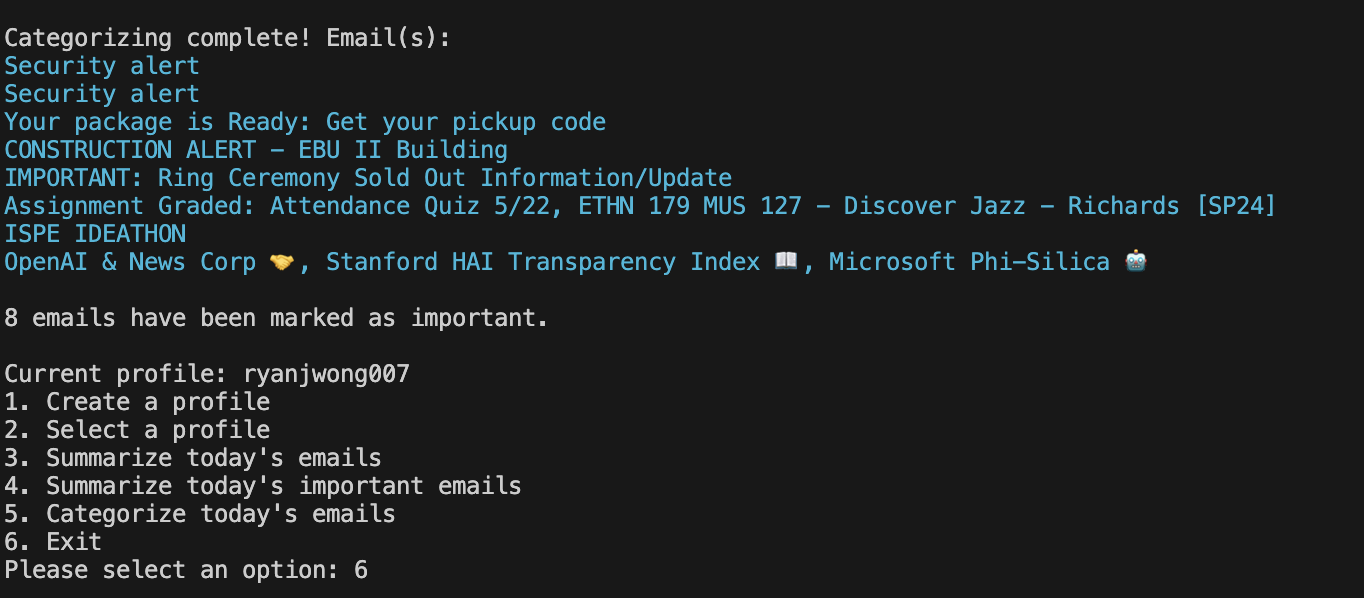 Categorizing complete! Email(s):
Security alert
Security alert
Your package is Ready: Get your pickup code
CONSTRUCTION ALERT – EBU II Building
IMPORTANT: Ring Ceremony Sold Out Information/Update
Assignment Graded: Attendance Quiz 5/22, ETHN 179 MUS 127 – Discover Jazz – Richards [SP24]
ISPE IDEATHON
OpenAI & News Corp 🤝, Stanford HAI Transparency Index 📖, Microsoft Phi–Silica 🤖
8 emails have been marked as important.
Current profile: ryanjwong007
1. Create a profile
2. Select a profile
3. Summarize today's emails
4. Summarize today's important emails
5. Categorize today's emails
6. Exit
Please select an option: 6